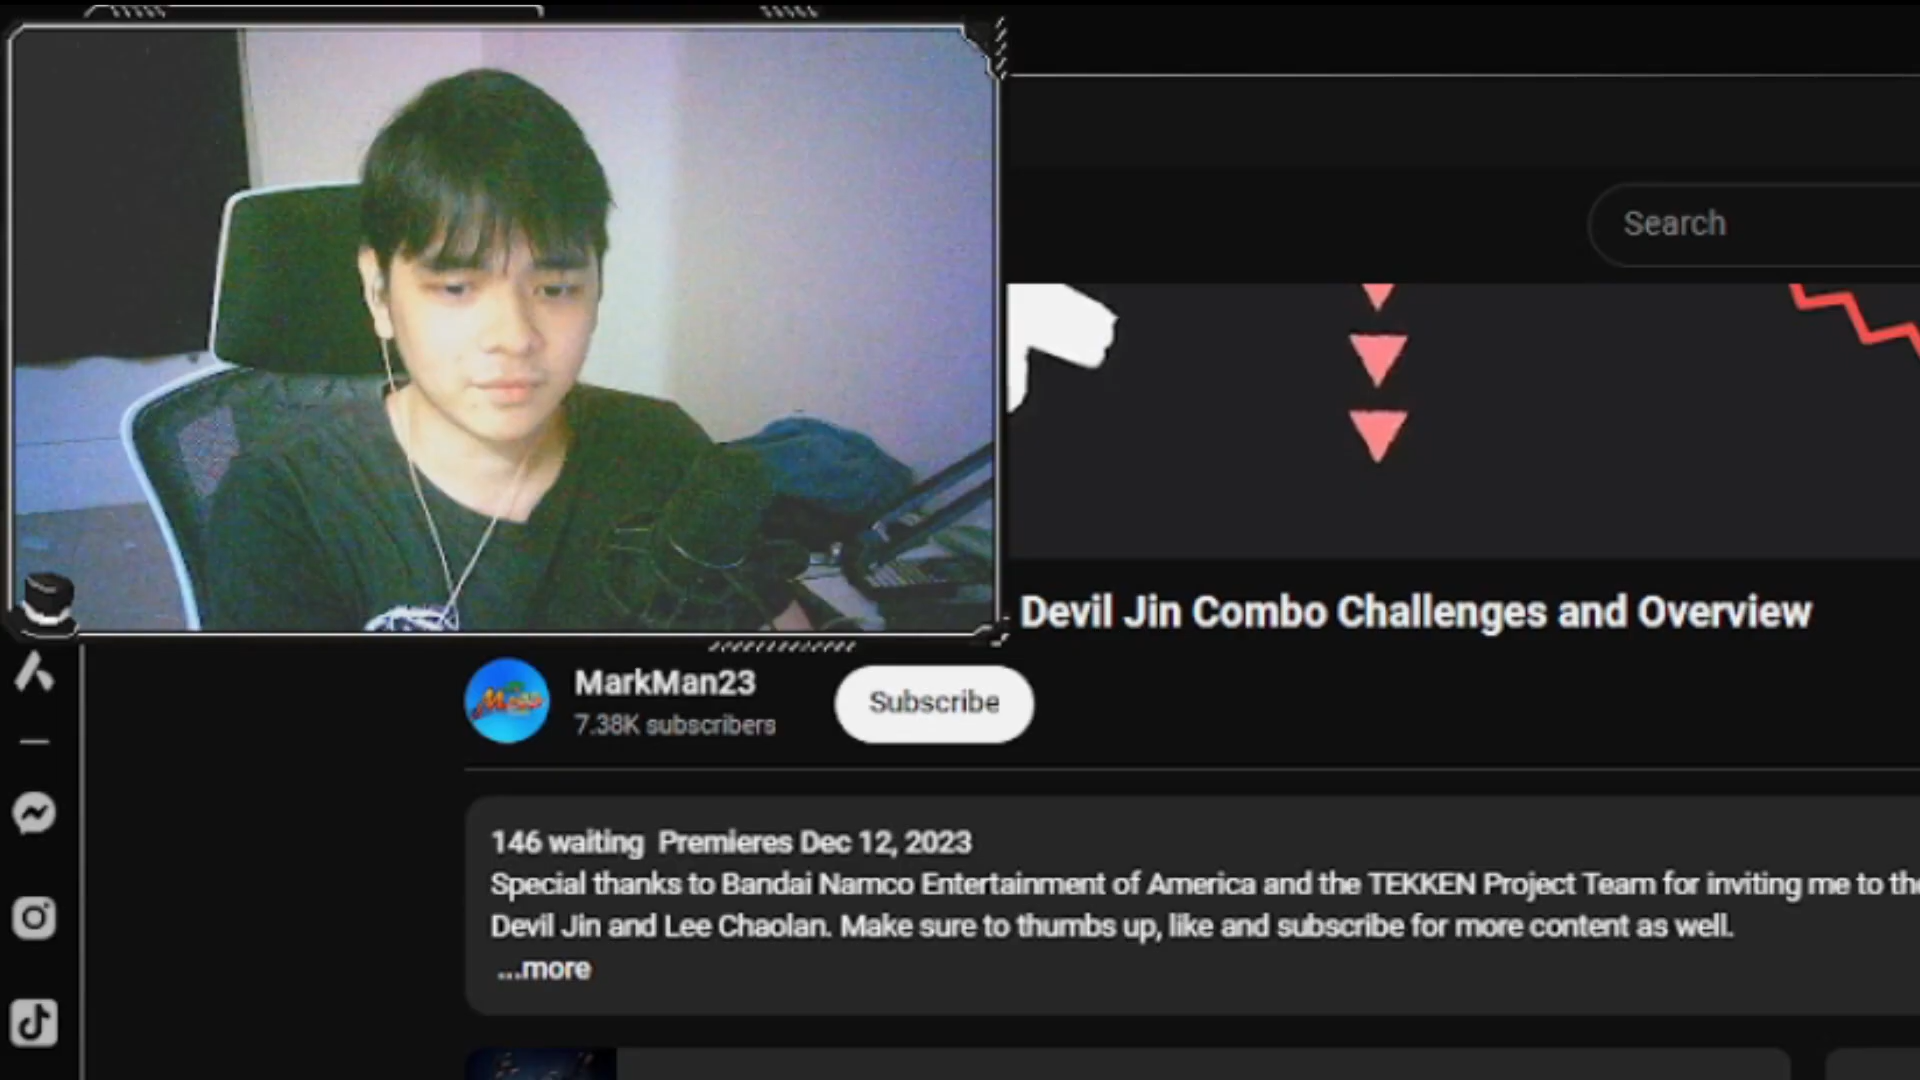 Search
Devil Jin Combo Challenges and Overview
MarkMan23
7.38K subscribers
Subscribe
146 waiting Premieres Dec 12, 2023
Special thanks to Bandai Namco Entertainment of America and the TEKKEN Project Team for inviting me to the
Devil Jin and Lee Chaolan. Make sure to thumbs up, like and subscribe for more content as well.
...more